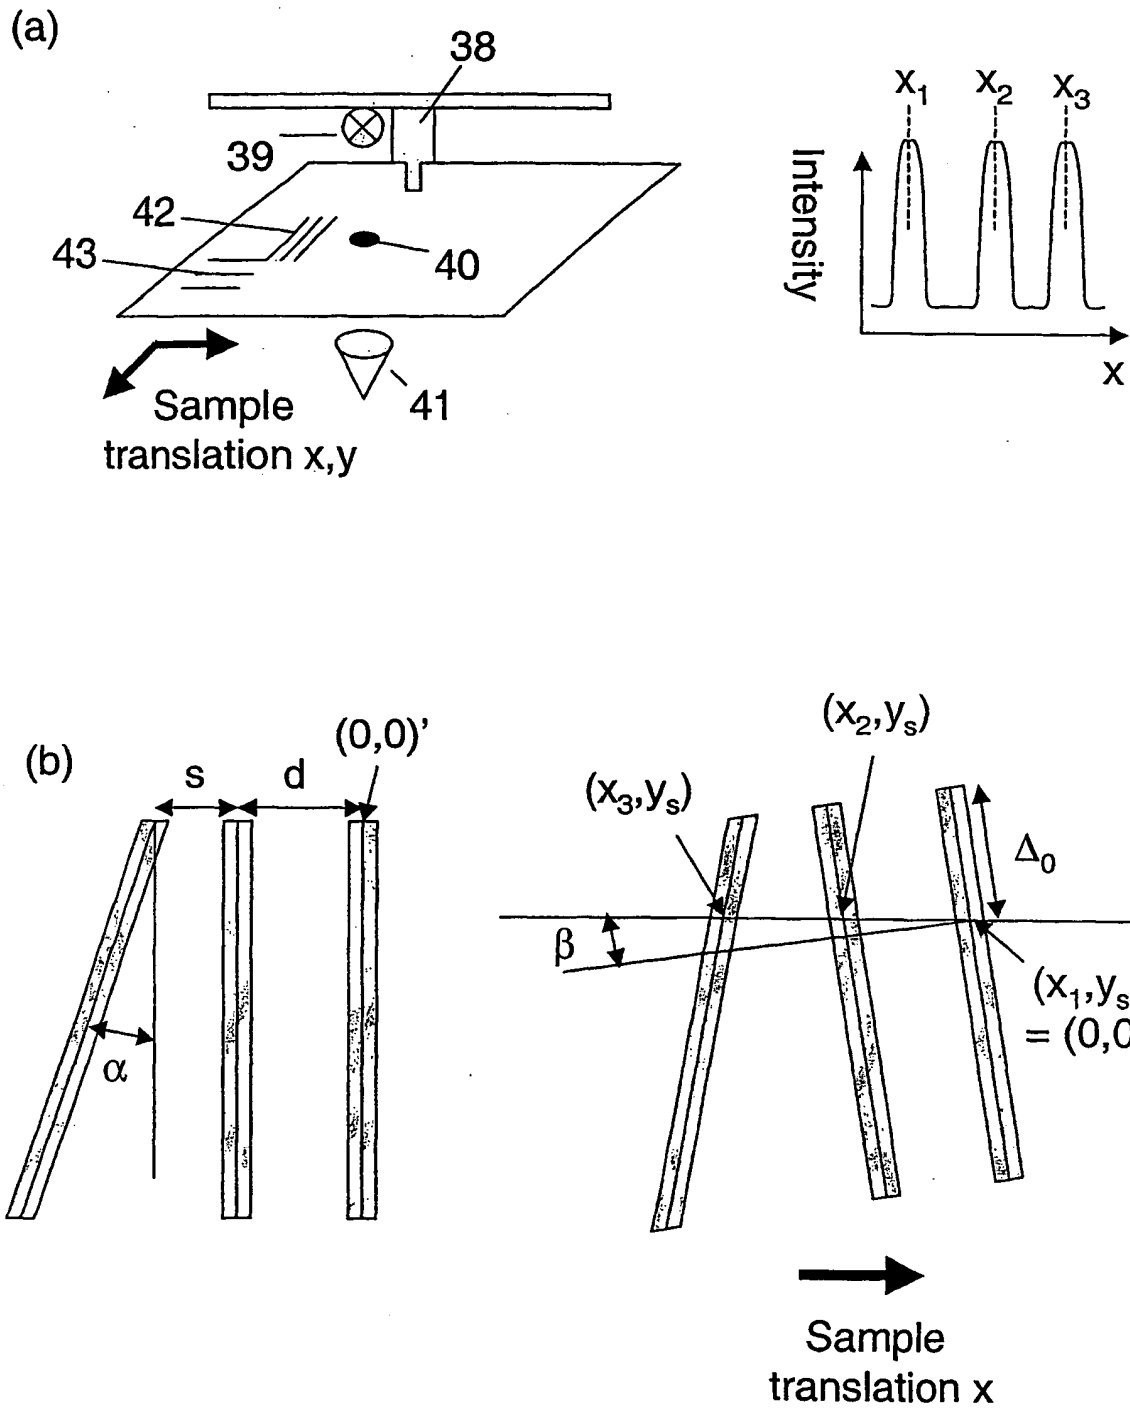 (a)
38
39
42
43
40
41
Sample
translation x,y
x₁
x₂
x₃
Intensity
x
(b)
s
d
(0,0)'
α
(x₃,yₛ)
(x₂,yₛ)
Δ₀
β
(x₁,yₛ
= (0,0
Sample
translation x